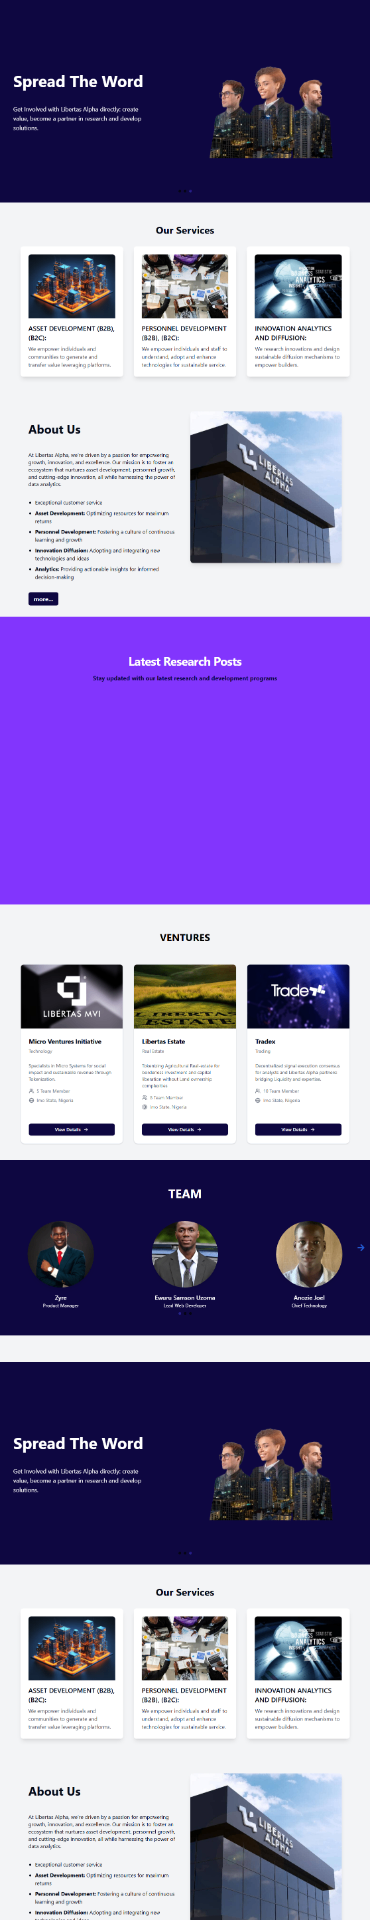 Spread The Word
Get Involved with Libertas Alpha directly: create
value, become a partner in research and develop
solutions.
Our Services
ASSET DEVELOPMENT (B2B),
(B2C):
We empower individuals and
communities to generate and
transfer value leveraging platforms.
PERSONNEL DEVELOPMENT
(B2B), (B2C):
We empower individuals and staff to
understand, adopt and enhance
technologies for sustainable service.
BUSINESS
ANALYTICS
INNOVATION ANALYTICS
AND DIFFUSION:
We research innovations and design
sustainable diffusion mechanisms to
empower builders.
About Us
At Libertas Alpha, we're driven by a passion for empowering
growth, innovation, and excellence. Our mission is to foster an
ecosystem that nurtures asset development, personnel growth,
and cutting-edge innovation, all while harnessing the power of
data analytics.
• Exceptional customer service
• Asset Development: Optimizing resources for maximum
returns
• Personnel Development: Fostering a culture of continuous
learning and growth
• Innovation Diffusion: Adopting and integrating new
technologies and ideas
• Analytics: Providing actionable insights for informed
decision-making
more...
LIBERTAS
ALPHA
Latest Research Posts
Stay updated with our latest research and development programs
VENTURES
LIBERTAS MVI
Micro Ventures Initiative
Technology
Specialists in Micro Systems for social
impact and sustainable revenue through
Tokenization.
5 Team Member
Imo State, Nigeria
View Details →
LIBERTAS
ESTATE
Libertas Estate
Real Estate
Tokenizing Agricultural Real-estate for
borderless investment and capital
liberation without Land ownership
complexities.
8 Team Member
Imo State, Nigeria
View Details →
Trade
Tradex
Trading
Decentralized signal execution consensus
for analysts and Libertas Alpha partners
bridging Liquidity and expertise.
10 Team Member
Imo State, Nigeria
View Details →
TEAM
Zyre
Product Manager
Ewuru Samson Uzoma
Lead Web Developer
Anozie Joel
Chief Technology
Spread The Word
Get Involved with Libertas Alpha directly: create
value, become a partner in research and develop
solutions.
Our Services
ASSET DEVELOPMENT (B2B),
(B2C):
We empower individuals and
communities to generate and
transfer value leveraging platforms.
PERSONNEL DEVELOPMENT
(B2B), (B2C):
We empower individuals and staff to
understand, adopt and enhance
technologies for sustainable service.
BUSINESS
ANALYTICS
INNOVATION ANALYTICS
AND DIFFUSION:
We research innovations and design
sustainable diffusion mechanisms to
empower builders.
About Us
At Libertas Alpha, we're driven by a passion for empowering
growth, innovation, and excellence. Our mission is to foster an
ecosystem that nurtures asset development, personnel growth,
and cutting-edge innovation, all while harnessing the power of
data analytics.
• Exceptional customer service
• Asset Development: Optimizing resources for maximum
returns
• Personnel Development: Fostering a culture of continuous
learning and growth
• Innovation Diffusion: Adopting and integrating new
LIBERTAS
ALPHA